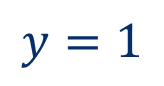 y = 1